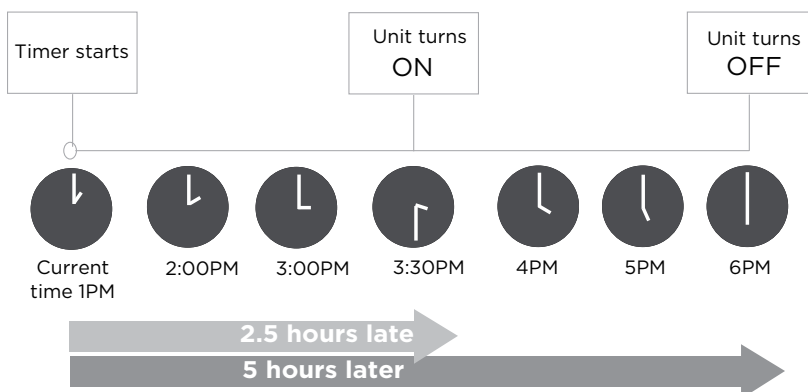 Timer starts
Unit turns
ON
Unit turns
OFF
Current
time 1PM
2:00PM
3:00PM
3:30PM
4PM
5PM
6PM
2.5 hours late
5 hours later